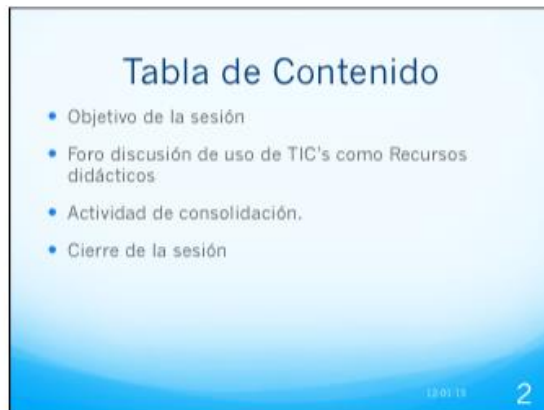 Tabla de Contenido
Objetivo de la sesión
Foro discusión de uso de TIC's como Recursos
didácticos
Actividad de consolidación.
Cierre de la sesión
2